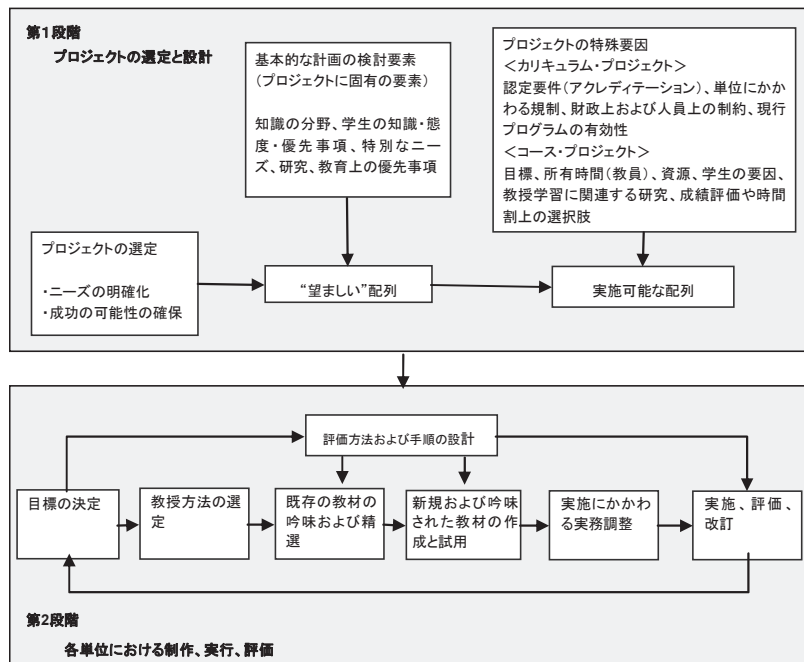 第1段階
プロジェクトの選定と設計
基本的な計画の検討要素
(プロジェクトに固有の要素)
知識の分野、学生の知識・態
度・優先事項、特別なニー
ズ、研究、教育上の優先事項
プロジェクトの特殊要因
<カリキュラム・プロジェクト>
認定要件(アクレディテーション)、単位にかか
わる規制、財政上および人員上の制約、現行
プログラムの有効性
<コース・プロジェクト>
目標、所有時間(教員)、資源、学生の要因、
教授学習に関連する研究、成績評価や時間
割上の選択肢
プロジェクトの選定
・ニーズの明確化
・成功の可能性の確保
“望ましい”配列
実施可能な配列
評価方法および手順の設計
目標の決定
教授方法の選
定
既存の教材の
吟味および精
選
新規および吟味
された教材の作
成と試用
実施にかかわ
る実務調整
実施、評価、
改訂
第2段階
各単位における制作、実行、評価